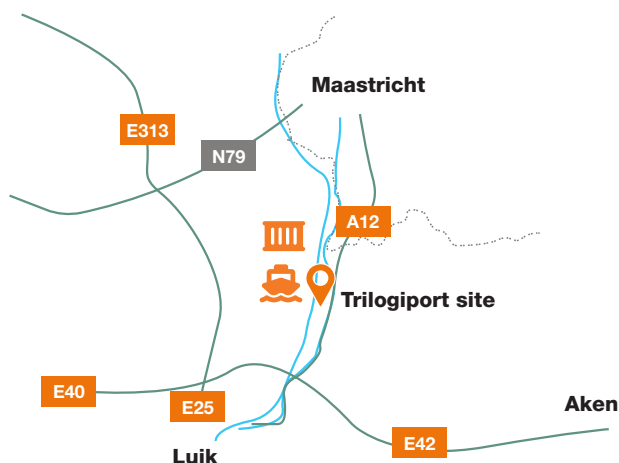 Maastricht
E313
N79
A12
Trilogiport site
E40
E25
Aken
E42
Luik